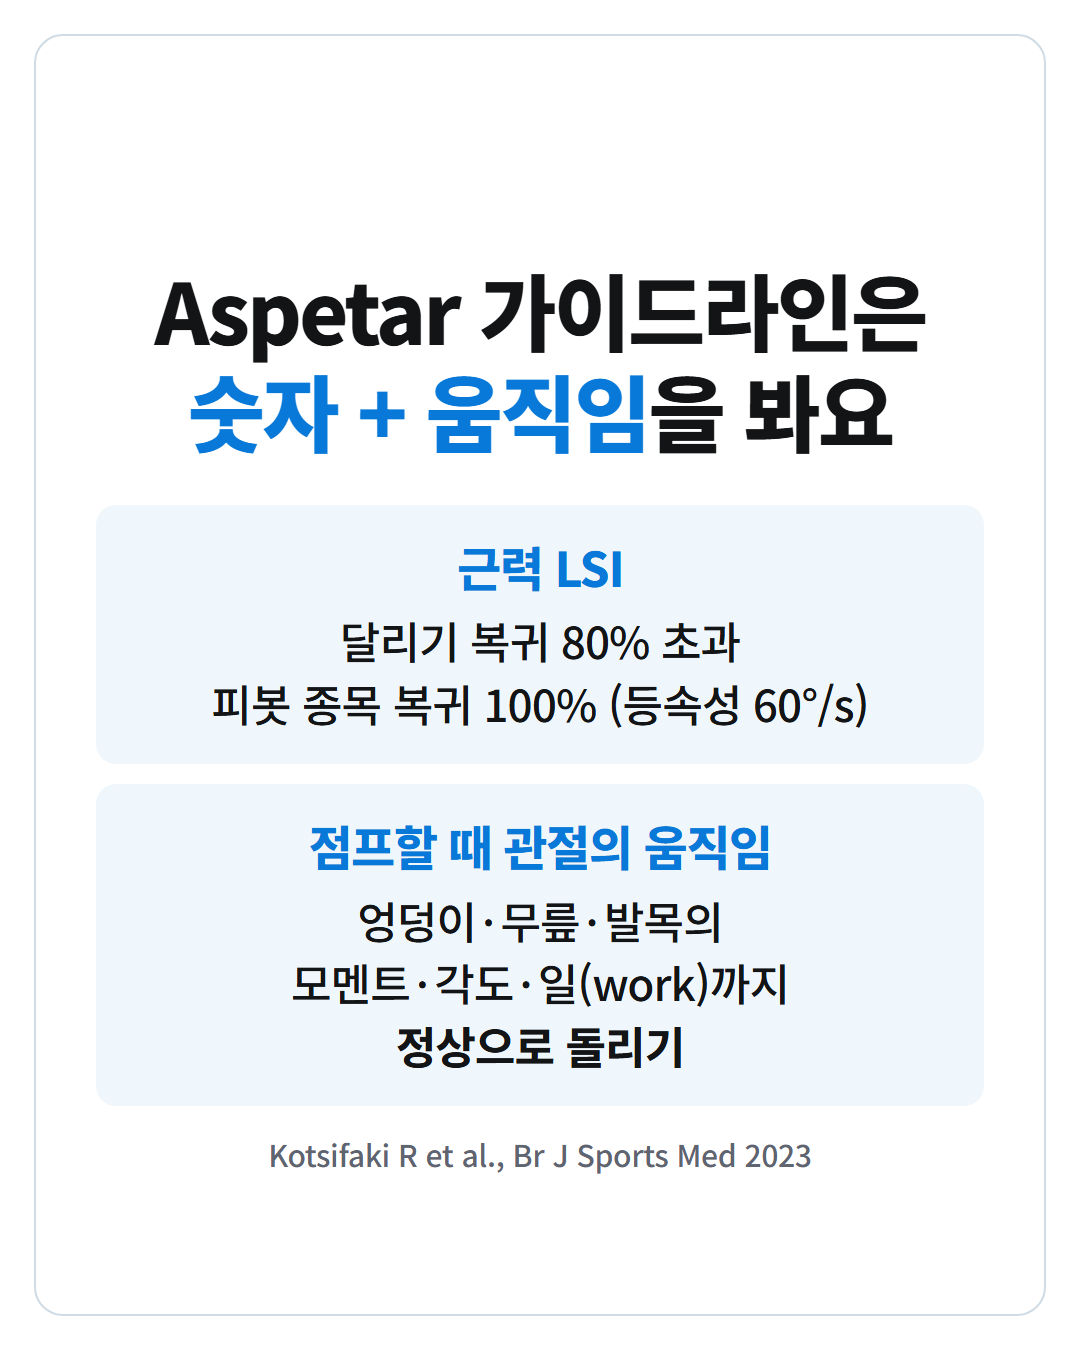 Aspetar 가이드라인은
숫자 + 움직임을 봐요
근력 LSI
달리기 복귀 80% 초과
피봇 종목 복귀 100% (등속성 60°/s)
점프할 때 관절의 움직임
엉덩이·무릎·발목의
모멘트·각도·일(work)까지
정상으로 돌리기
Kotsifaki R et al., Br J Sports Med 2023